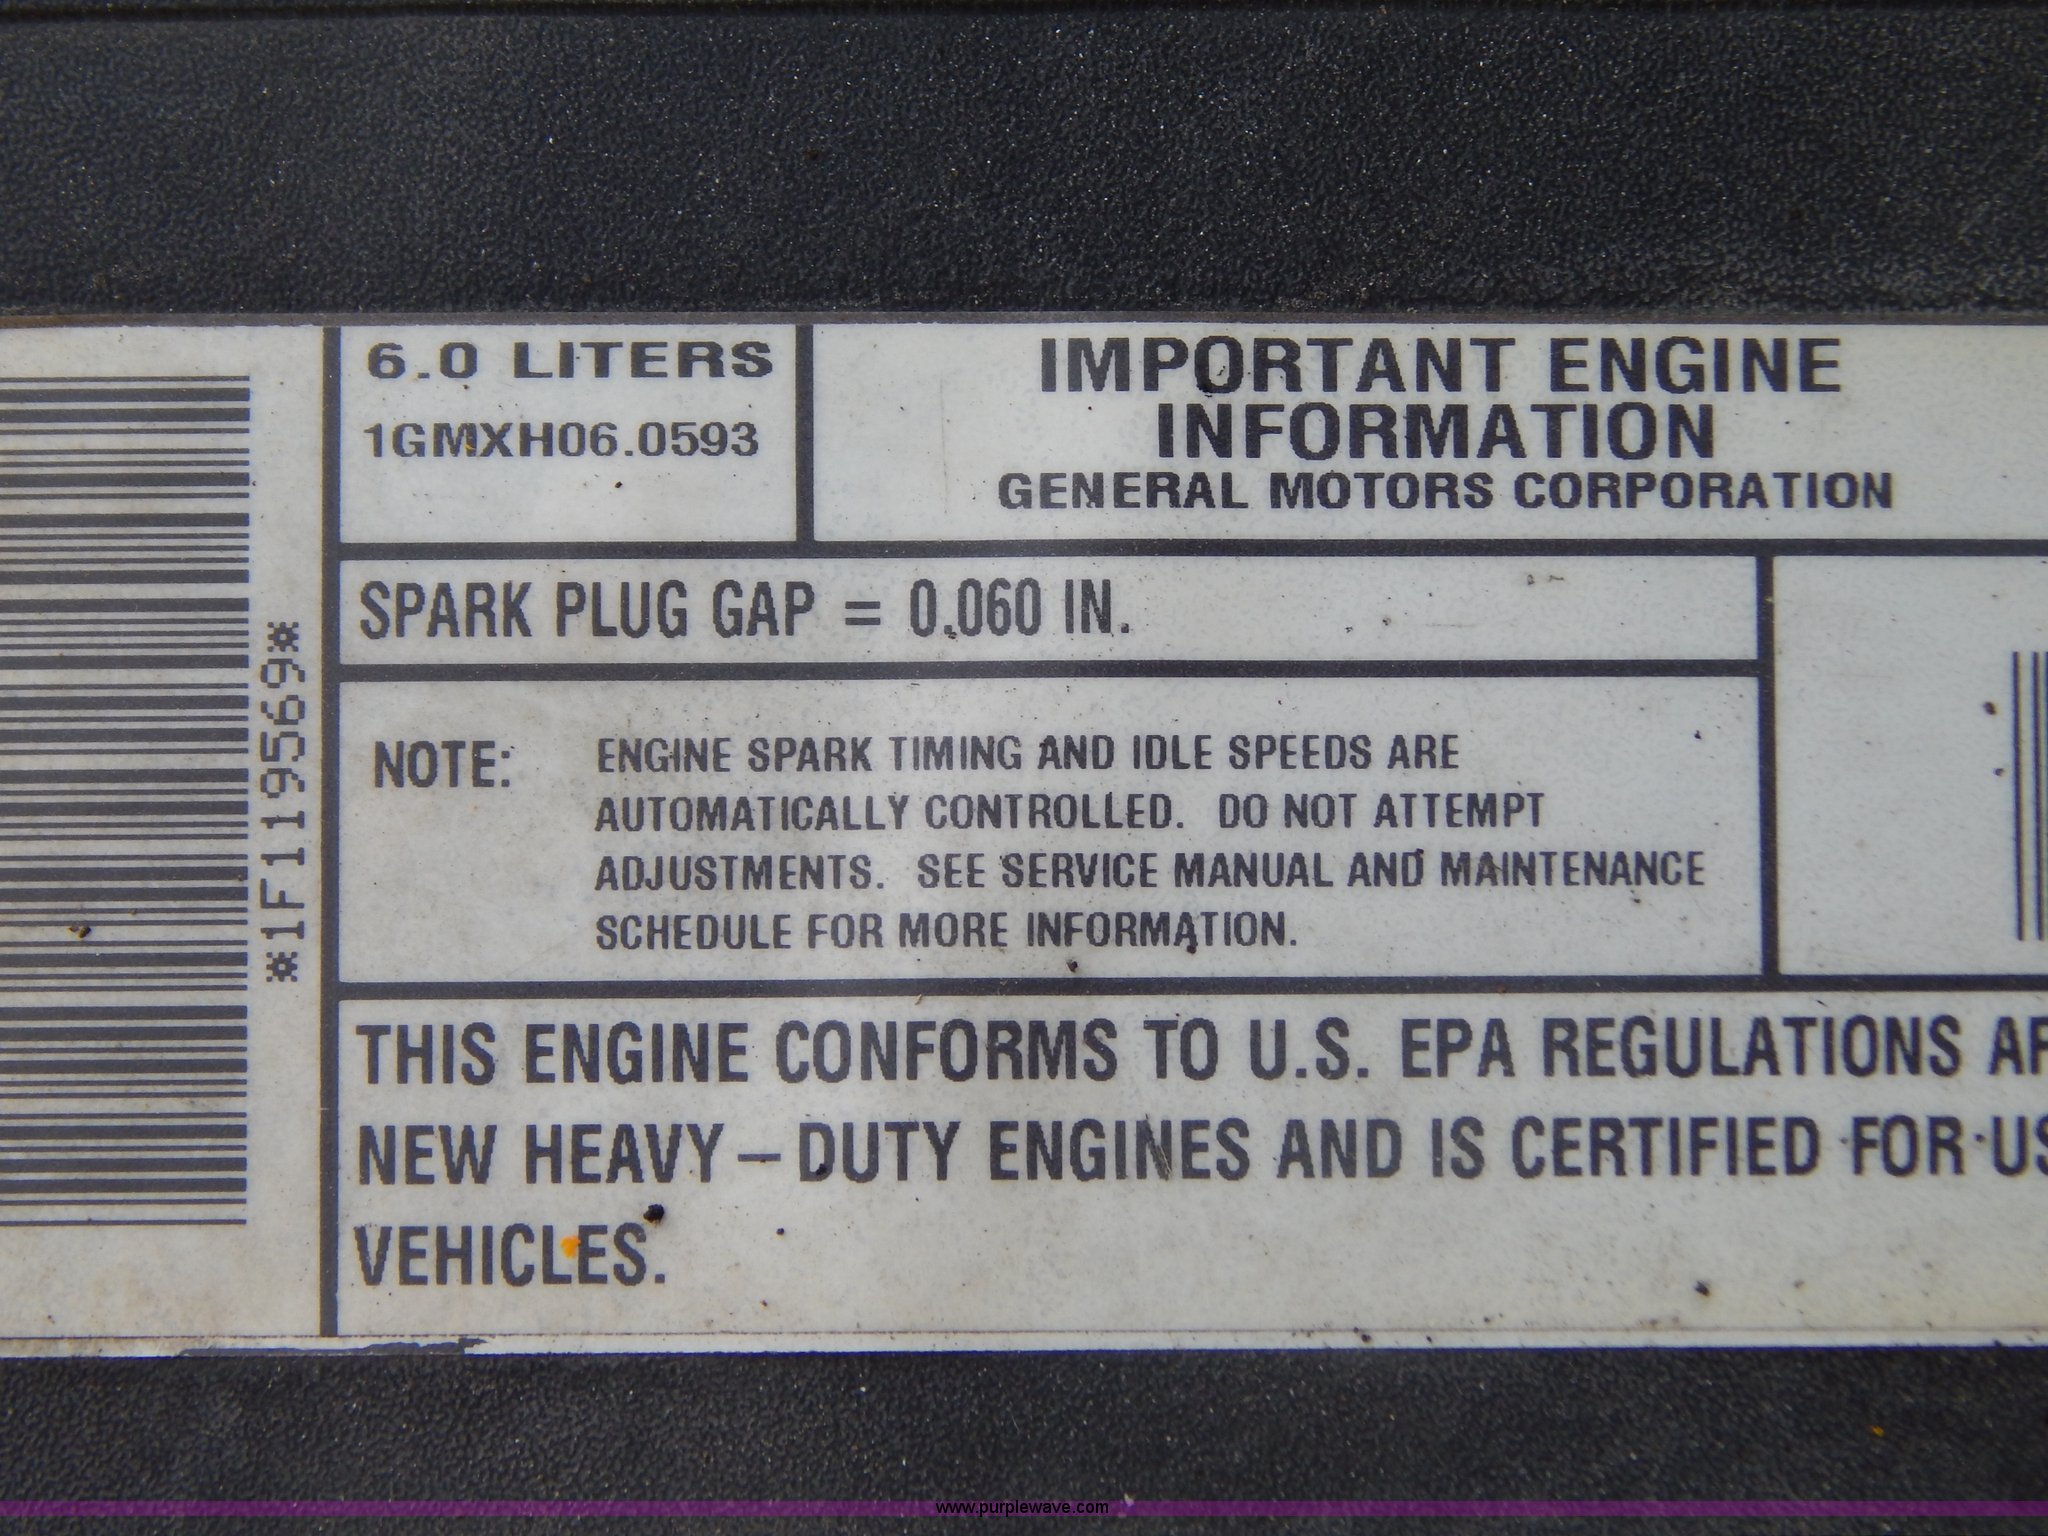 6.0 LITERS
1GMXH06.0593
IMPORTANT ENGINE
INFORMATION
GENERAL MOTORS CORPORATION
SPARK PLUG GAP = 0.060 IN.
NOTE: ENGINE SPARK TIMING AND IDLE SPEEDS ARE
AUTOMATICALLY CONTROLLED. DO NOT ATTEMPT
ADJUSTMENTS. SEE SERVICE MANUAL AND MAINTENANCE
SCHEDULE FOR MORE INFORMATION.
THIS ENGINE CONFORMS TO U.S. EPA REGULATIONS
NEW HEAVY – DUTY ENGINES AND IS CERTIFIED FOR
VEHICLES.
*1F119569*
www.purplewave.com